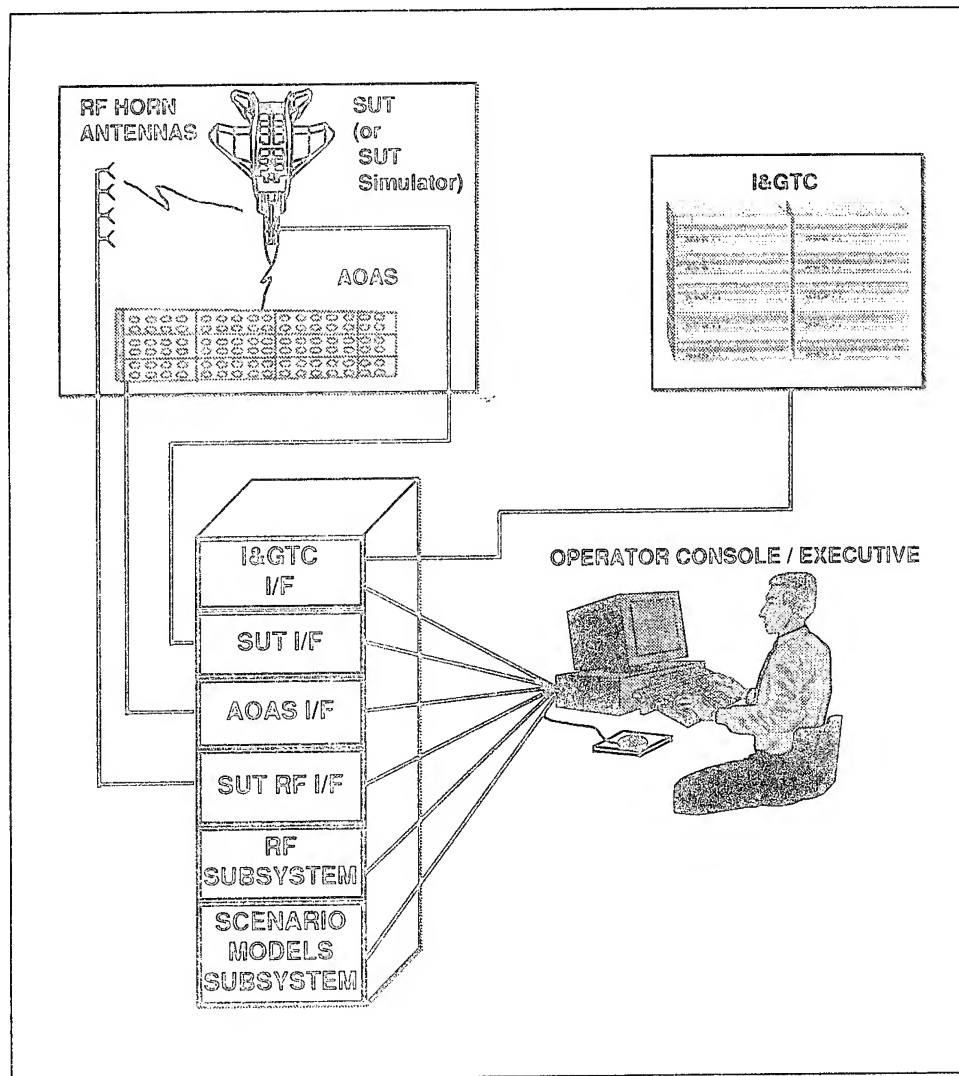 RF HORN
ANTENNAS
SUT
(or
SUT
Simulator)
AOAS
I&GTC
I&GTC
I/F
SUT I/F
AOAS I/F
SUT RF I/F
RF
SUBSYSTEM
SCENARIO
MODELS
SUBSYSTEM
OPERATOR CONSOLE / EXECUTIVE